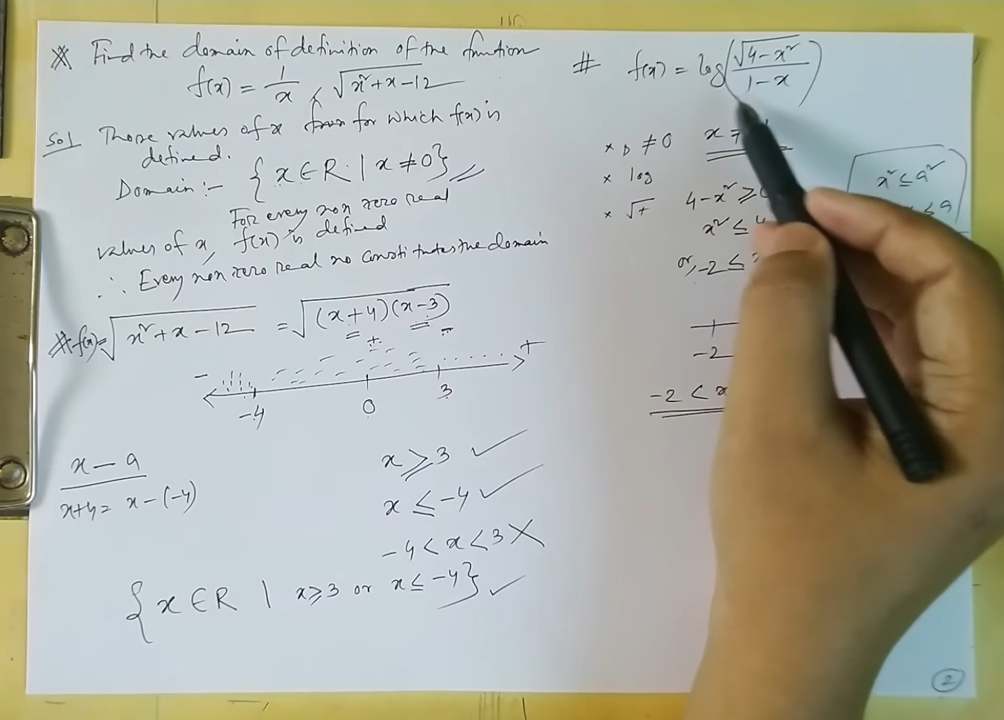 ※ Find the domain of definition of the function
f(x) = 1/x , √(x²+x-12)
Solⁿ Those values of x for which f(x) is
defined.
Domain:- {x ∈ R | x ≠ 0}
For every non zero real
values of x, f(x) is defined
∴ Every non zero real no constitutes the domain
# f(x) = √(x²+x-12) = √((x+4)(x-3))
+ -
- +
-4 0 3
x - a
x+4 = x-(-4)
x ≥ 3 ✓
x ≤ -4 ✓
-4 < x < 3 ✗
{x ∈ R | x ≥ 3 or x ≤ -4} ✓
# f(x) = log(√(4-x²)/(1-x))
× D ≠ 0
× log
× √+
x ≠
4-x² ≥
x² ≤ 4
or, -2 ≤
-2
-2 < x
x² ≤ a²
≤ a
2